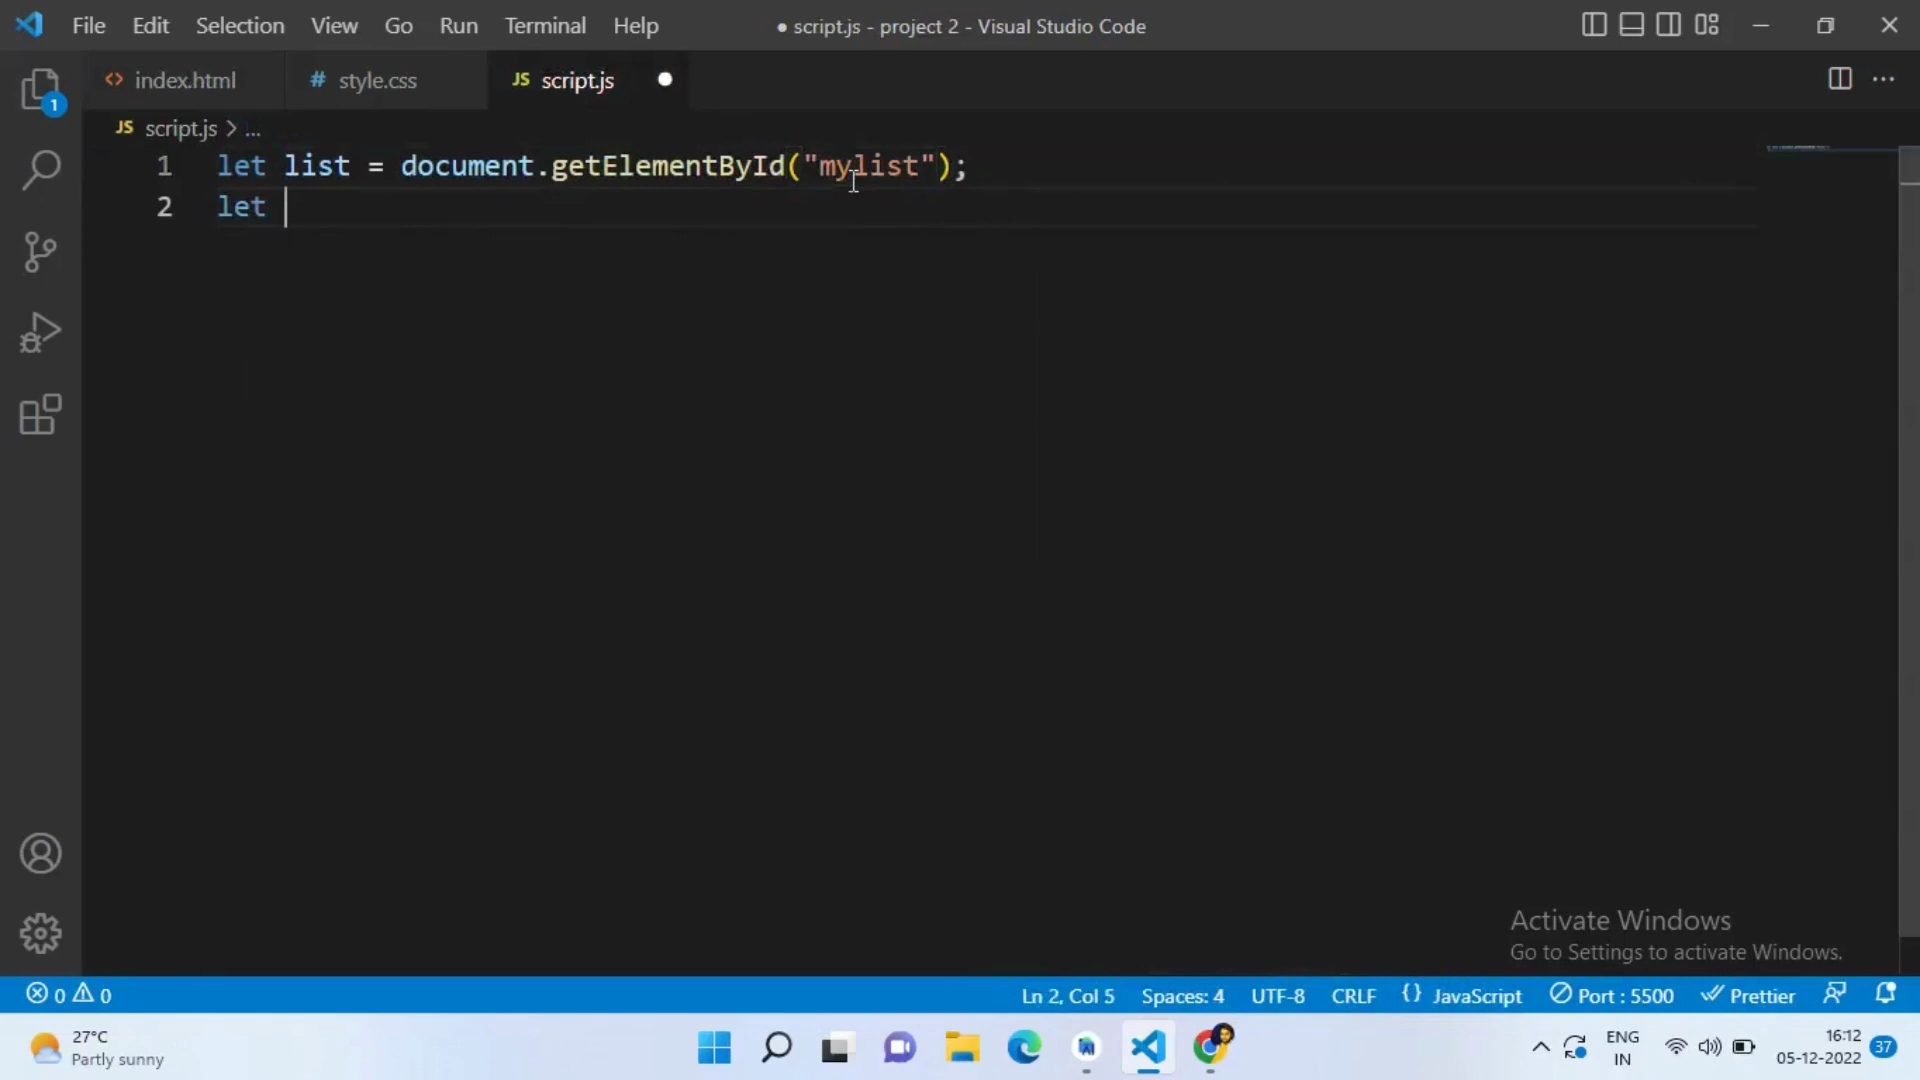 File Edit Selection View Go Run Terminal Help ● script.js - project 2 - Visual Studio Code
<> index.html # style.css JS script.js ●
1
JS script.js > ...
1 let list = document.getElementById("mylist");
2 let
Activate Windows
Go to Settings to activate Windows.
0 0 Ln 2, Col 5 Spaces: 4 UTF-8 CRLF {} JavaScript Port : 5500 Prettier
27°C
Partly sunny
ENG
IN
16:12
05-12-2022
37